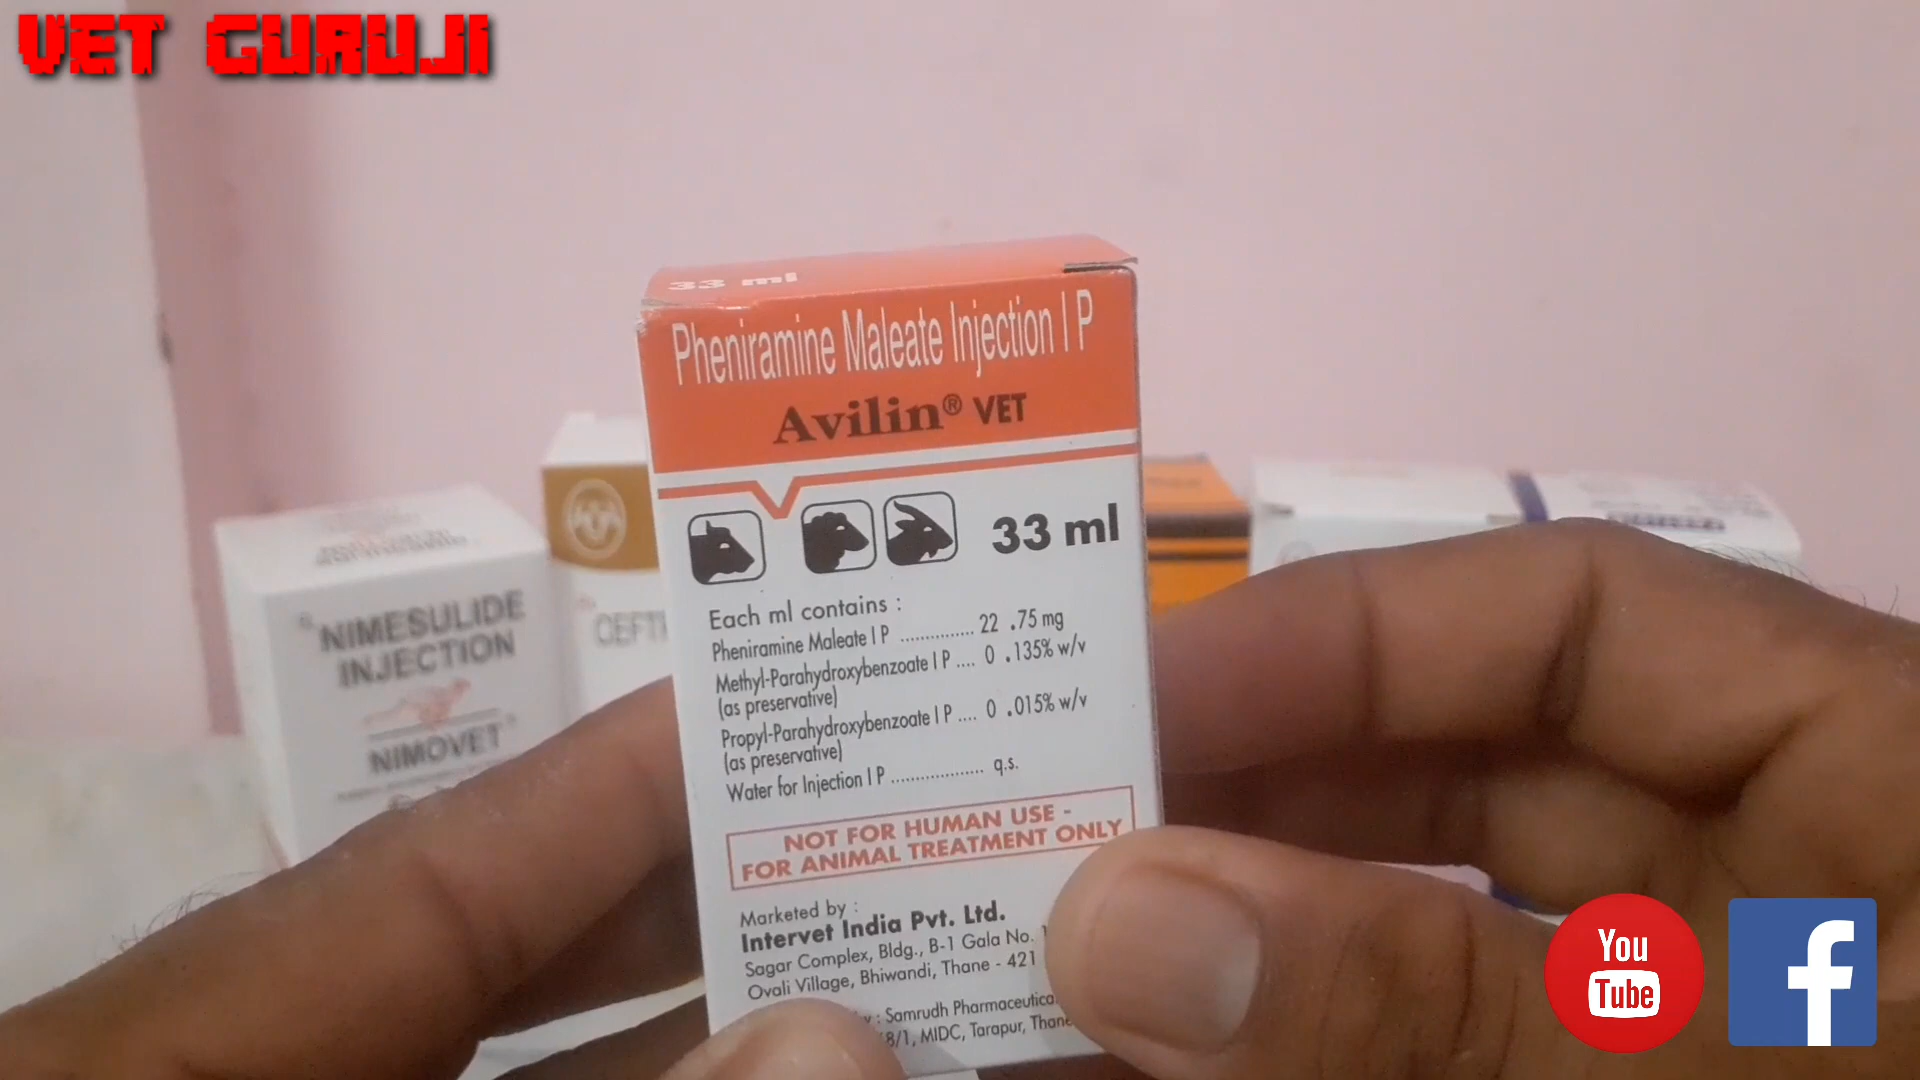 VET GURUJI
33 ml
Pheniramine Maleate Injection I P
Avilin® VET
33 ml
Each ml contains :
Pheniramine Maleate I P .............. 22 .75 mg
Methyl-Parahydroxybenzoate I P .... 0 .135% w/v
(as preservative)
Propyl-Parahydroxybenzoate I P .... 0 .015% w/v
(as preservative)
Water for Injection I P ................... q.s.
NOT FOR HUMAN USE -
FOR ANIMAL TREATMENT ONLY
Marketed by :
Intervet India Pvt. Ltd.
Sagar Complex, Bldg., B-1 Gala No.
Ovali Village, Bhiwandi, Thane - 421
: Samrudh
8/1, MIDC, Tarapur,
NIMESULIDE
INJECTION
NIMOVET
You
Tube
f